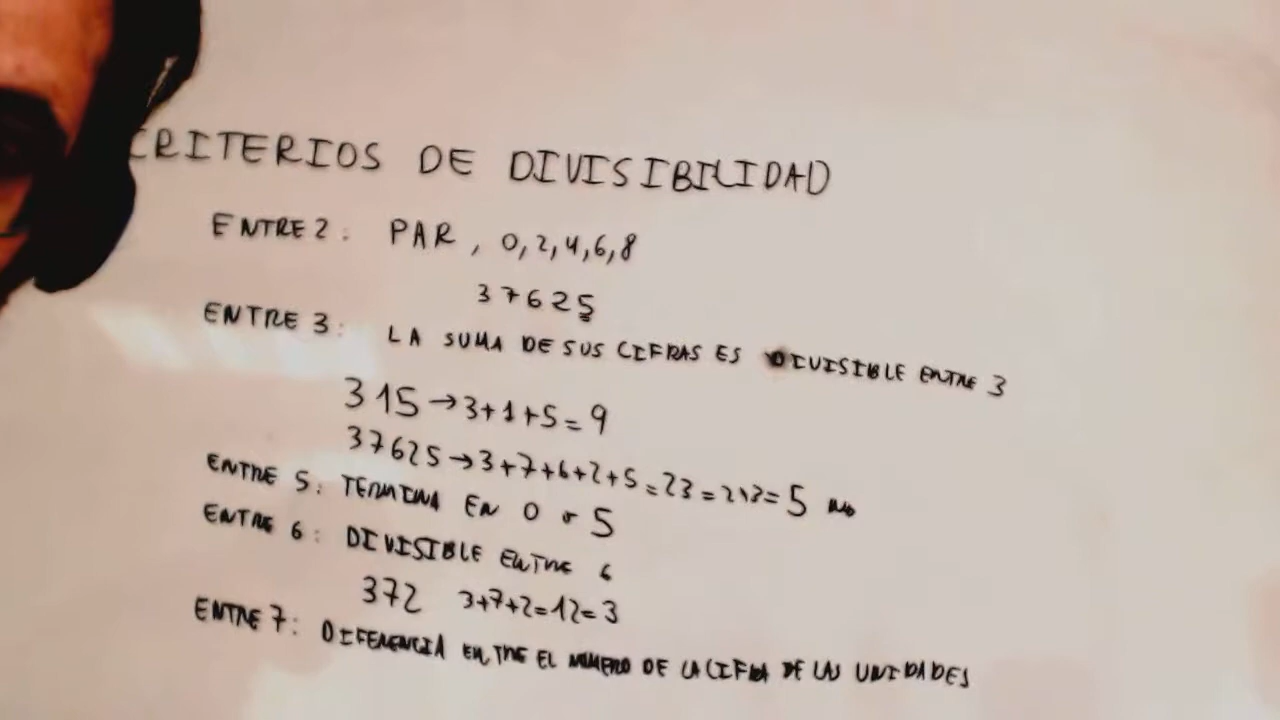 CRITERIOS DE DIVISIBILIDAD
ENTRE 2: PAR, 0,2,4,6,8
37625
ENTRE 3: LA SUMA DE SUS CIFRAS ES DIVISIBLE ENTRE 3
315→3+1+5=9
37625→3+7+6+2+5=23=2+3=5 no
ENTRE 5: TERMINA EN 0 o 5
ENTRE 6: DIVISIBLE ENTRE 6
372 3+7+2=12=3
ENTRE 7: DIFERENCIA ENTRE EL NUMERO DE LA CIFRA DE LAS UNIDADES